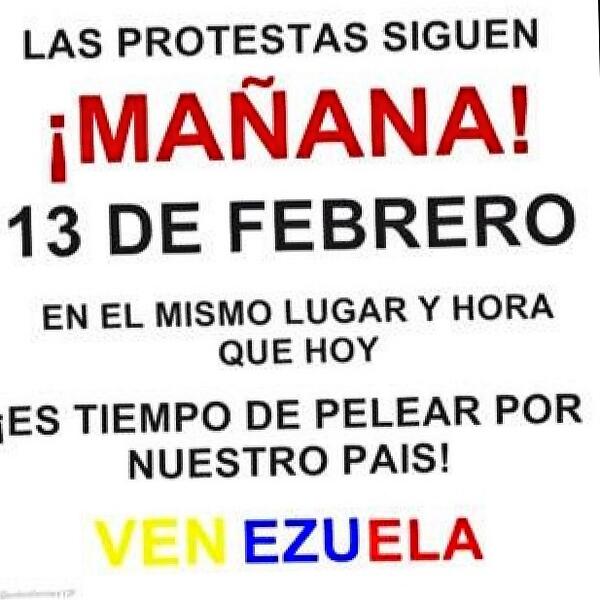 LAS PROTESTAS SIGUEN
¡MAÑANA!
13 DE FEBRERO
EN EL MISMO LUGAR Y HORA
QUE HOY
¡ES TIEMPO DE PELEAR POR
NUESTRO PAIS!
VENEZUELA